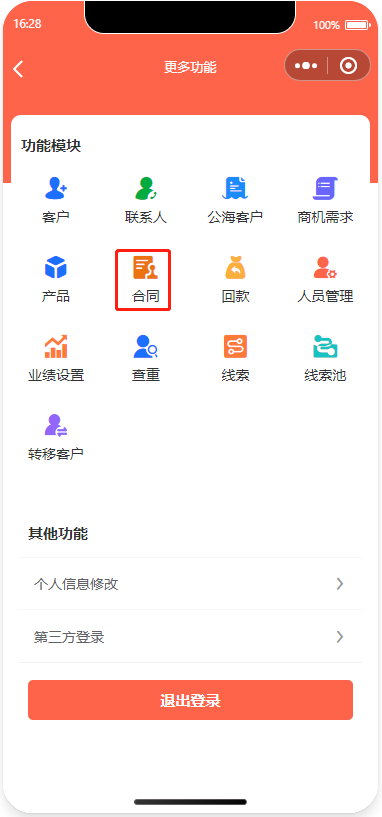 16:28
100%
更多功能
功能模块
客户 联系人 公海客户 商机需求
产品 合同 回款 人员管理
业绩设置 查重 线索 线索池
转移客户
其他功能
个人信息修改
第三方登录
退出登录